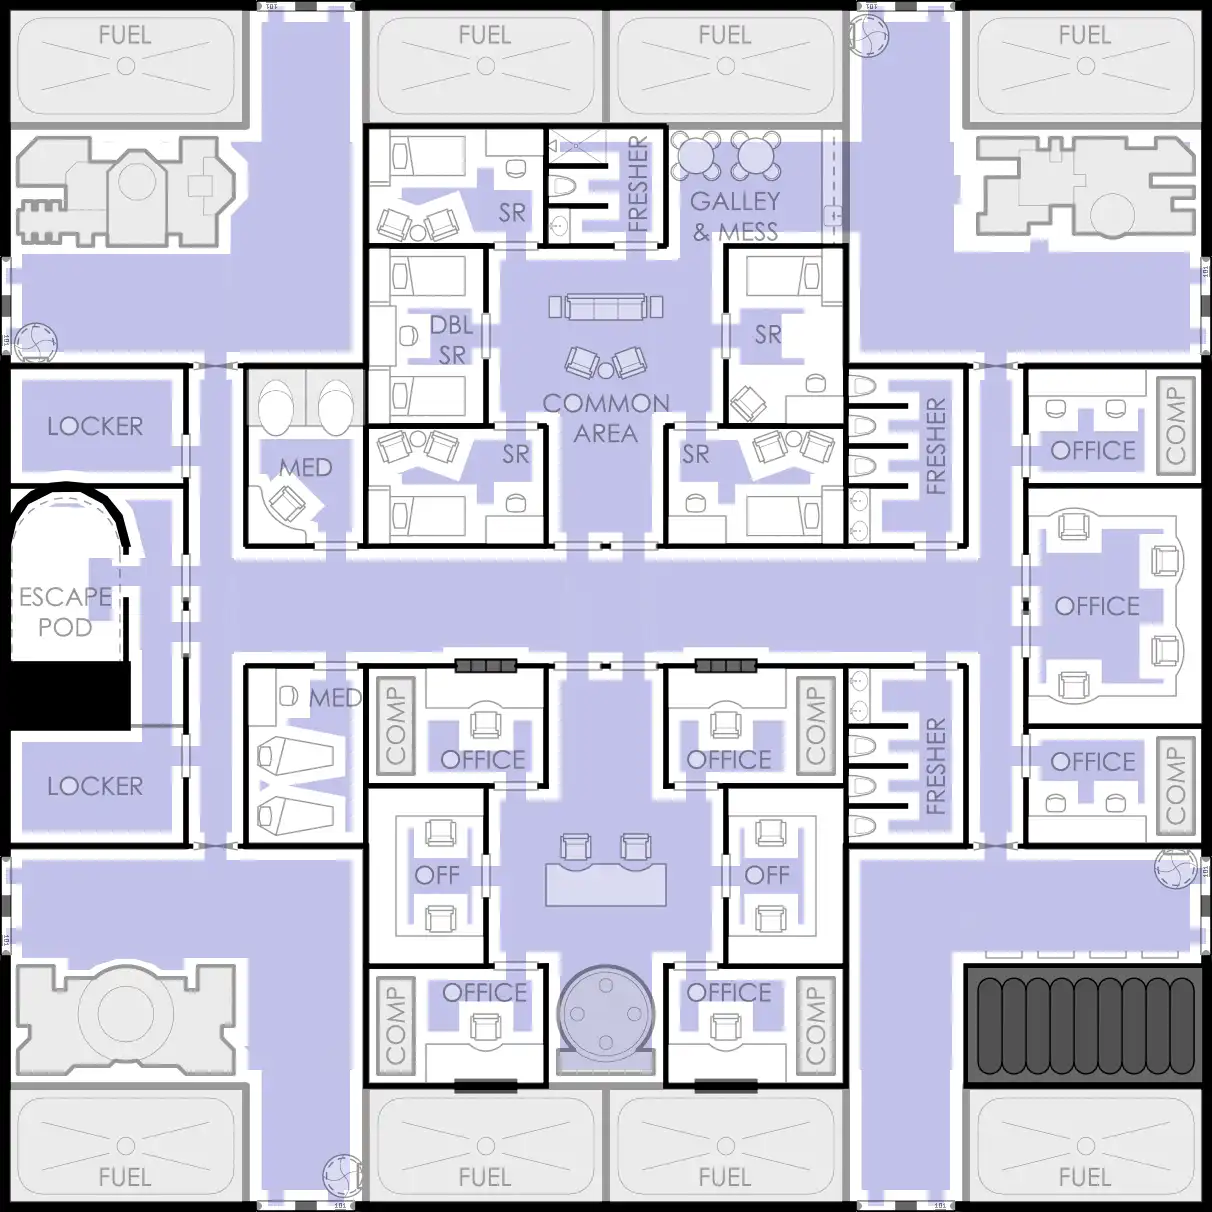 FUEL
FUEL
FUEL
FUEL
SR
FRESHER
GALLEY
& MESS
DBL
SR
SR
COMMON
AREA
LOCKER
MED
SR
SR
FRESHER
OFFICE
COMP
ESCAPE
POD
OFFICE
MED
COMP
OFFICE
OFFICE
COMP
FRESHER
OFFICE
COMP
LOCKER
OFF
OFF
COMP
OFFICE
OFFICE
COMP
FUEL
FUEL
FUEL
FUEL